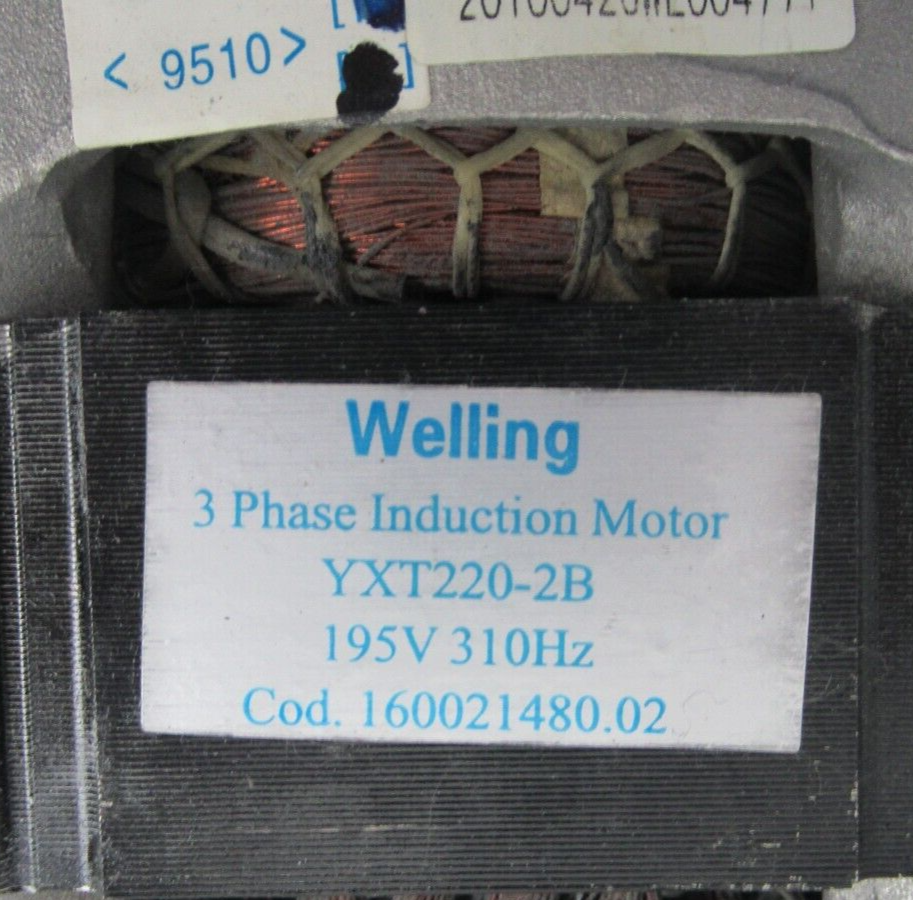 < 9510 >
Welling
3 Phase Induction Motor
YXT220-2B
195V 310Hz
Cod. 160021480.02